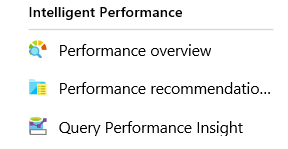 Intelligent Performance
Performance overview
Performance recommendatio...
Query Performance Insight